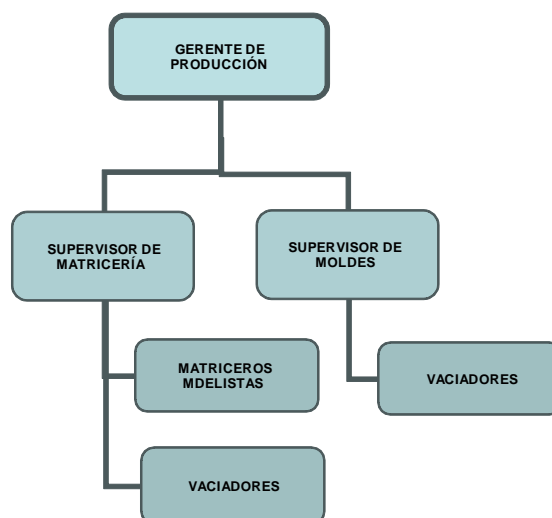 GERENTE DE
PRODUCCIÓN
SUPERVISOR DE
MATRICERÍA
SUPERVISOR DE
MOLDES
MATRICEROS
MDELISTAS
VACIADORES
VACIADORES